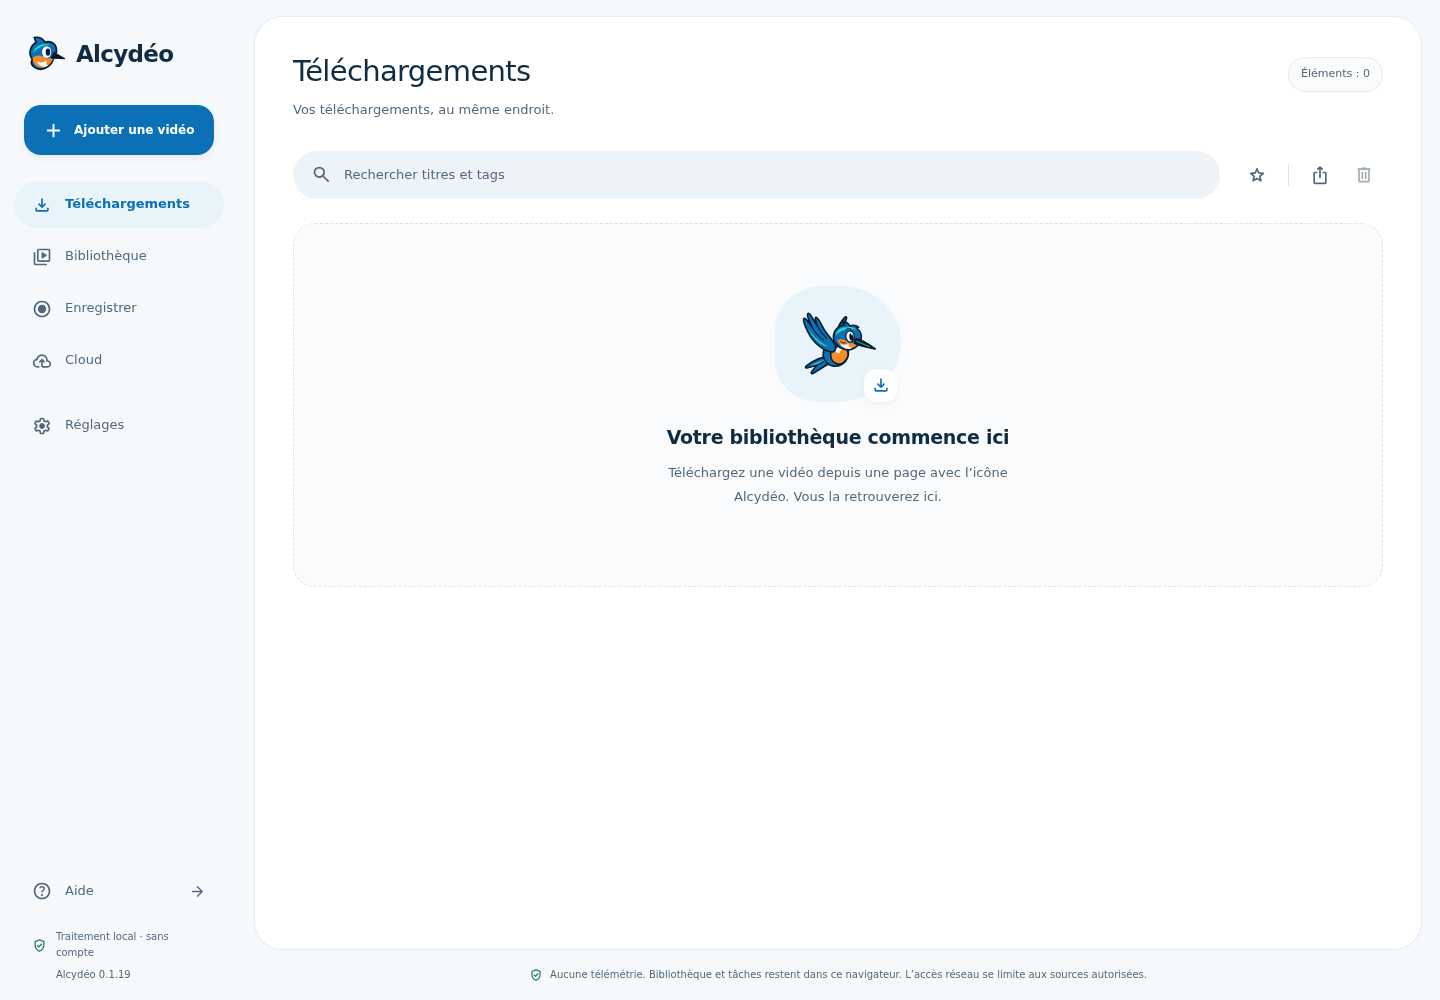 Alcydéo
Ajouter une vidéo
Téléchargements
Bibliothèque
Enregistrer
Cloud
Réglages
Aide
Traitement local · sans
compte
Alcydéo 0.1.19
Téléchargements
Éléments : 0
Vos téléchargements, au même endroit.
Rechercher titres et tags
Votre bibliothèque commence ici
Téléchargez une vidéo depuis une page avec l’icône
Alcydéo. Vous la retrouverez ici.
Aucune télémétrie. Bibliothèque et tâches restent dans ce navigateur. L’accès réseau se limite aux sources autorisées.